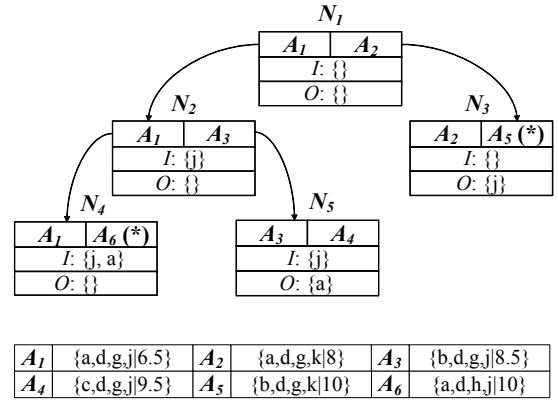 N1
A1 A2
I: {}
O: {}
N2 N3
A1 A3 A2 A5 (*)
I: {j} I: {}
O: {} O: {j}
N4 N5
A1 A6 (*) A3 A4
I: {j, a} I: {j}
O: {} O: {a}
A1 {a,d,g,j|6.5} A2 {a,d,g,k|8} A3 {b,d,g,j|8.5}
A4 {c,d,g,j|9.5} A5 {b,d,g,k|10} A6 {a,d,h,j|10}